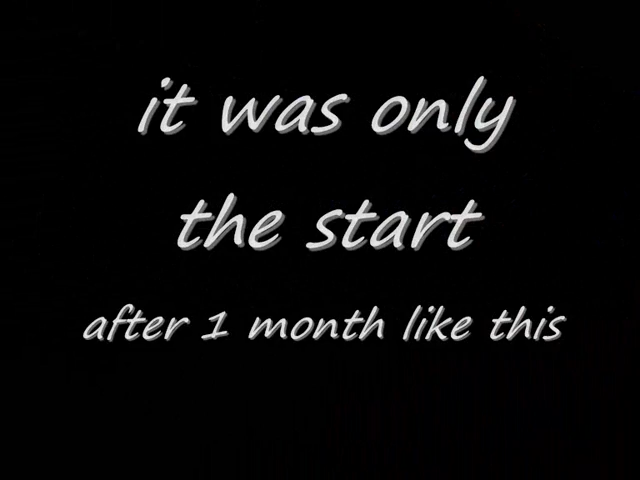 it was only
the start
after 1 month like this